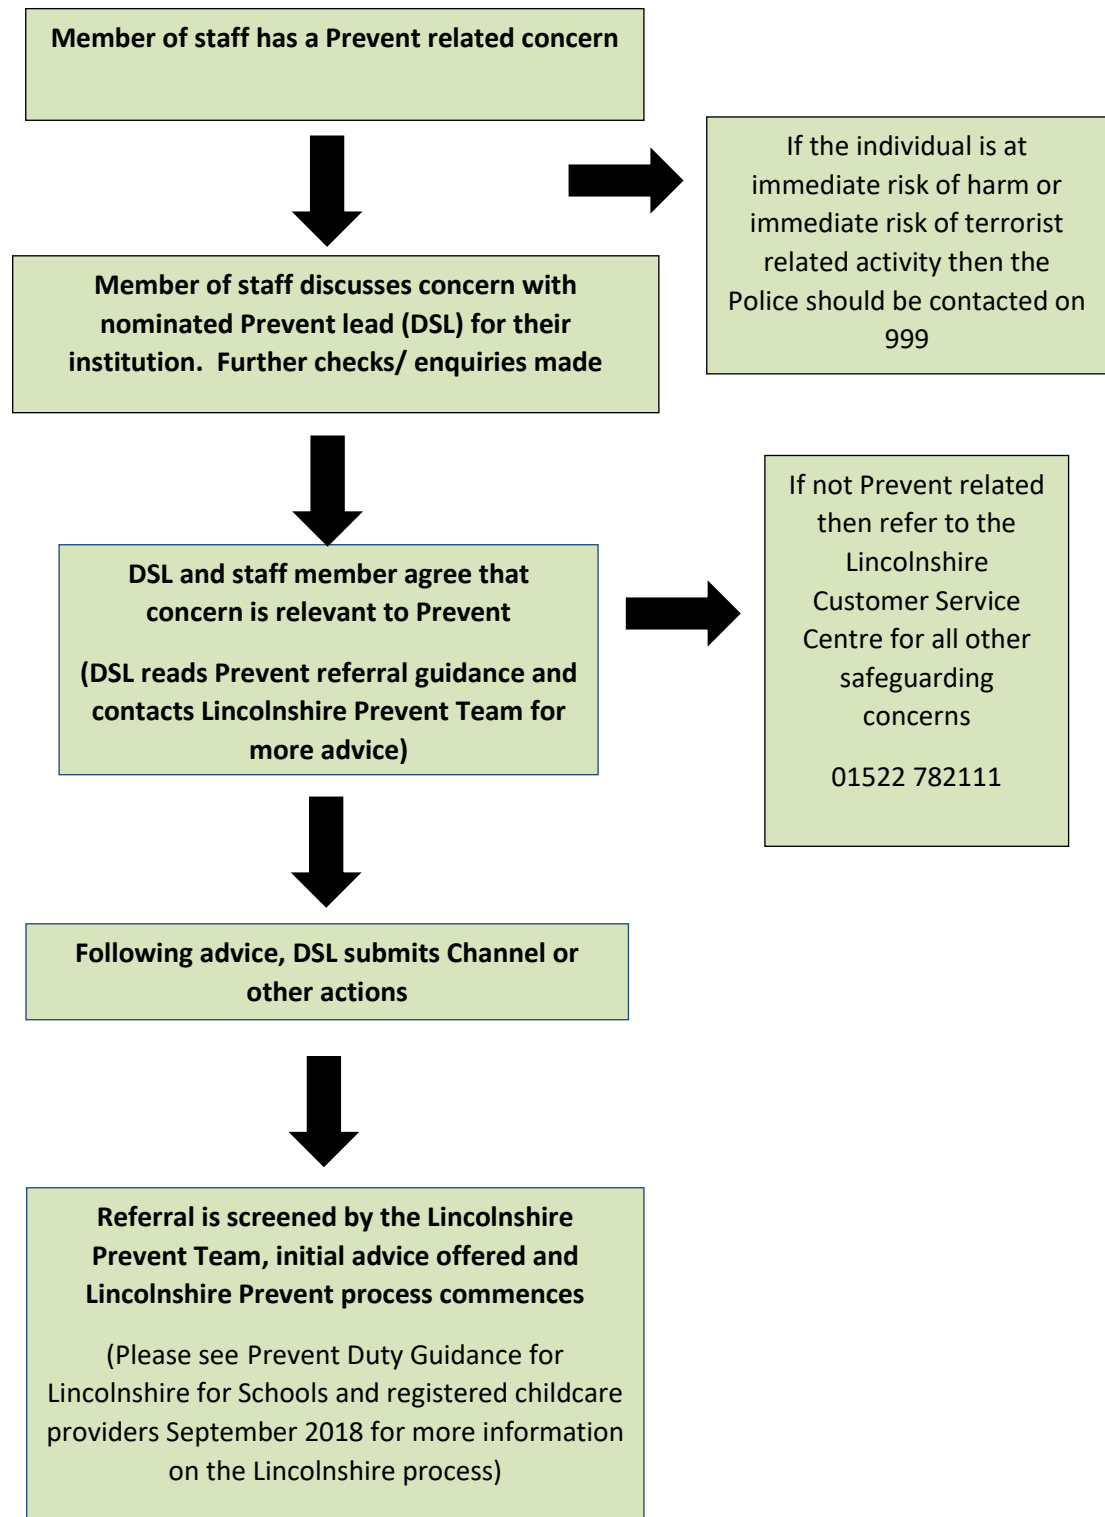 Member of staff has a Prevent related concern
If the individual is at
immediate risk of harm or
immediate risk of terrorist
related activity then the
Police should be contacted on
999
Member of staff discusses concern with
nominated Prevent lead (DSL) for their
institution.  Further checks/ enquiries made
If not Prevent related
then refer to the
Lincolnshire
Customer Service
Centre for all other
safeguarding
concerns
01522 782111
DSL and staff member agree that
concern is relevant to Prevent
(DSL reads Prevent referral guidance and
contacts Lincolnshire Prevent Team for
more advice)
Following advice, DSL submits Channel or
other actions
Referral is screened by the Lincolnshire
Prevent Team, initial advice offered and
Lincolnshire Prevent process commences
(Please see Prevent Duty Guidance for
Lincolnshire for Schools and registered childcare
providers September 2018 for more information
on the Lincolnshire process)